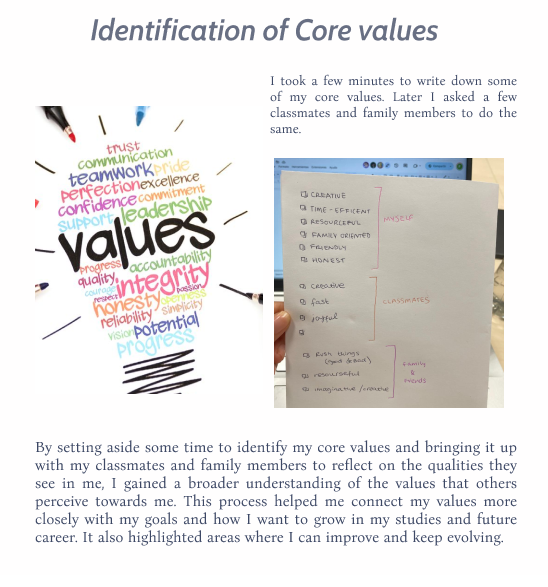 Identification of Core values
I took a few minutes to write down some
of my core values. Later I asked a few
classmates and family members to do the
same.
trust
communication
teamwork pride
perfection excellence
confidence commitment
support leadership
values
progress accountability
quality integrity
courage passion
respect honesty openness
reliability simplicity
vision potential
progress
CREATIVE
TIME-EFFICENT
RESOURCEFUL
FAMILY ORIENTED
FRIENDLY
HONEST
MYSELF
CREATIVE
fast
joyful
CLASSMATES
Rush things
resourseful
imaginative / creative
Family
&
friends
By setting aside some time to identify my core values and bringing it up
with my classmates and family members to reflect on the qualities they
see in me, I gained a broader understanding of the values that others
perceive towards me. This process helped me connect my values more
closely with my goals and how I want to grow in my studies and future
career. It also highlighted areas where I can improve and keep evolving.